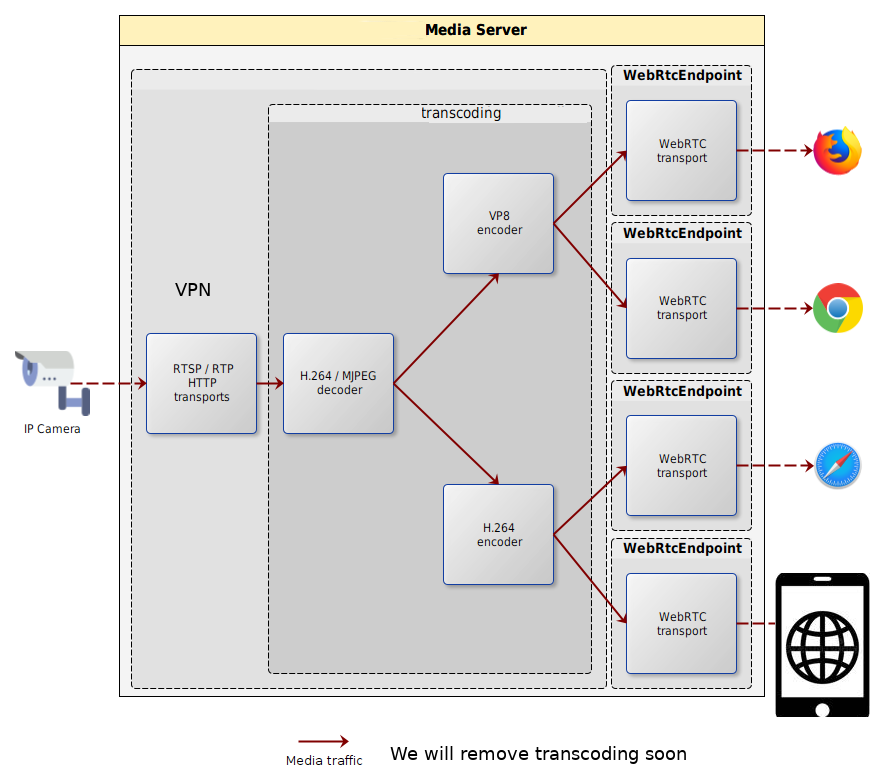 Media Server
WebRtcEndpoint
transcoding
WebRTC
transport
VP8
encoder
WebRtcEndpoint
VPN
WebRTC
transport
RTSP / RTP
HTTP
transports
H.264 / MJPEG
decoder
WebRtcEndpoint
IP Camera
WebRTC
transport
H.264
encoder
WebRtcEndpoint
WebRTC
transport
Media traffic
We will remove transcoding soon